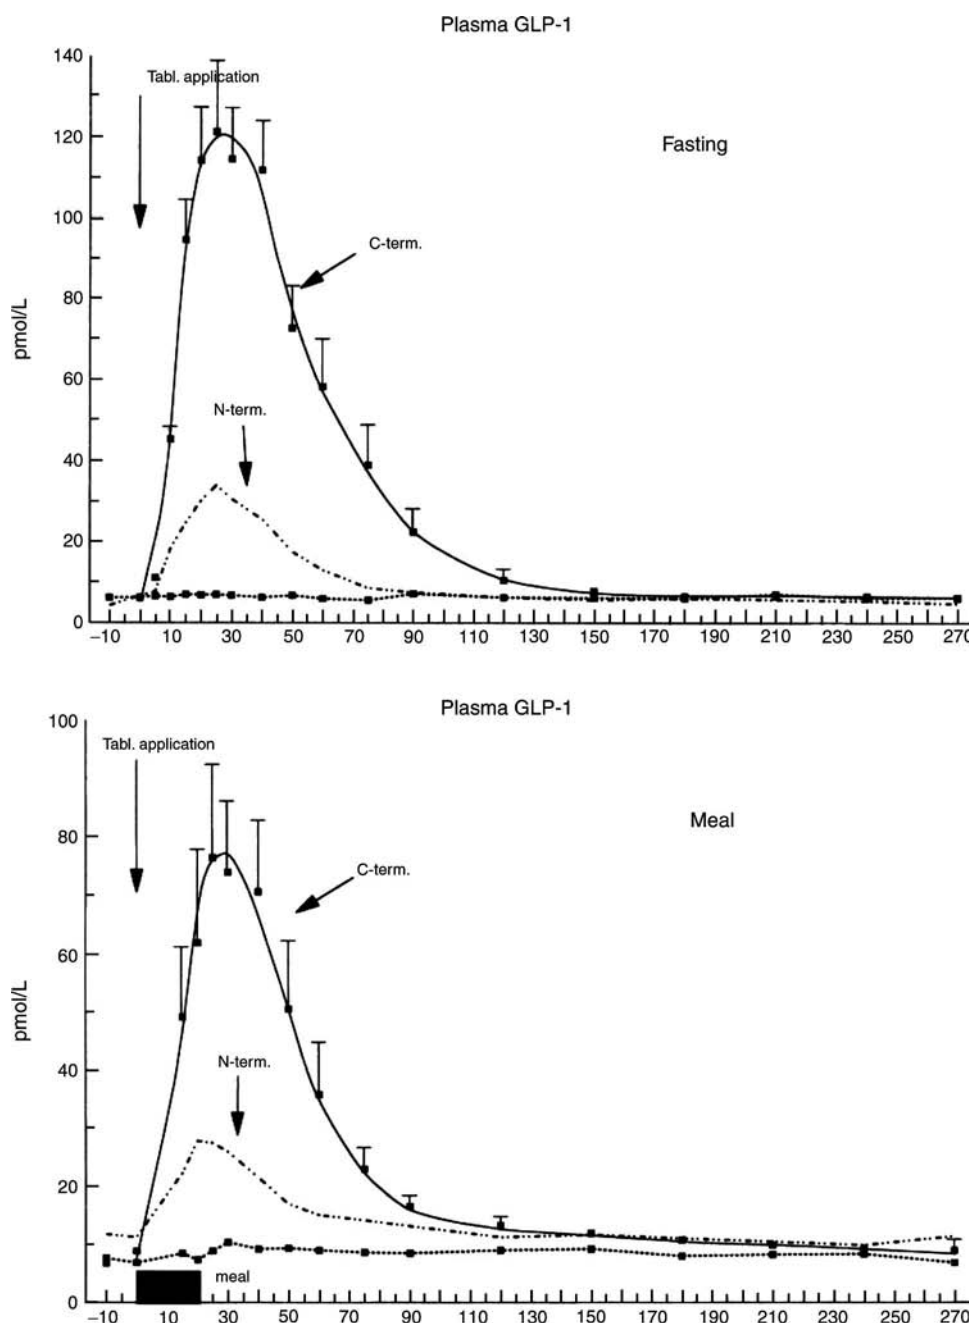 Plasma GLP-1
140
Tabl. application
120
Fasting
100
C-term.
80
pmol/L
60
N-term.
40
20
0
−10 10 30 50 70 90 110 130 150 170 190 210 230 250 270
Plasma GLP-1
100
Tabl. application
Meal
80
C-term.
60
pmol/L
N-term.
40
20
meal
0
−10 10 30 50 70 90 110 130 150 170 190 210 230 250 270